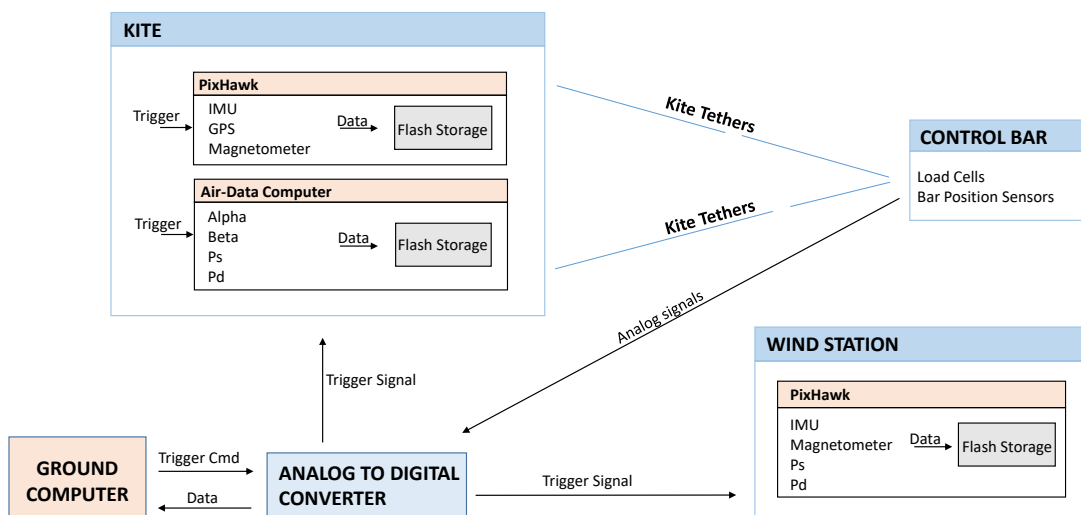 KITE
PixHawk
Trigger
IMU
GPS
Magnetometer
Data
Flash Storage
Air-Data Computer
Trigger
Alpha
Beta
Ps
Pd
Data
Flash Storage
Kite Tethers
Kite Tethers
CONTROL BAR
Load Cells
Bar Position Sensors
Analog signals
Trigger Signal
WIND STATION
PixHawk
IMU
Magnetometer
Ps
Pd
Data
Flash Storage
GROUND
COMPUTER
Trigger Cmd
Data
ANALOG TO DIGITAL
CONVERTER
Trigger Signal